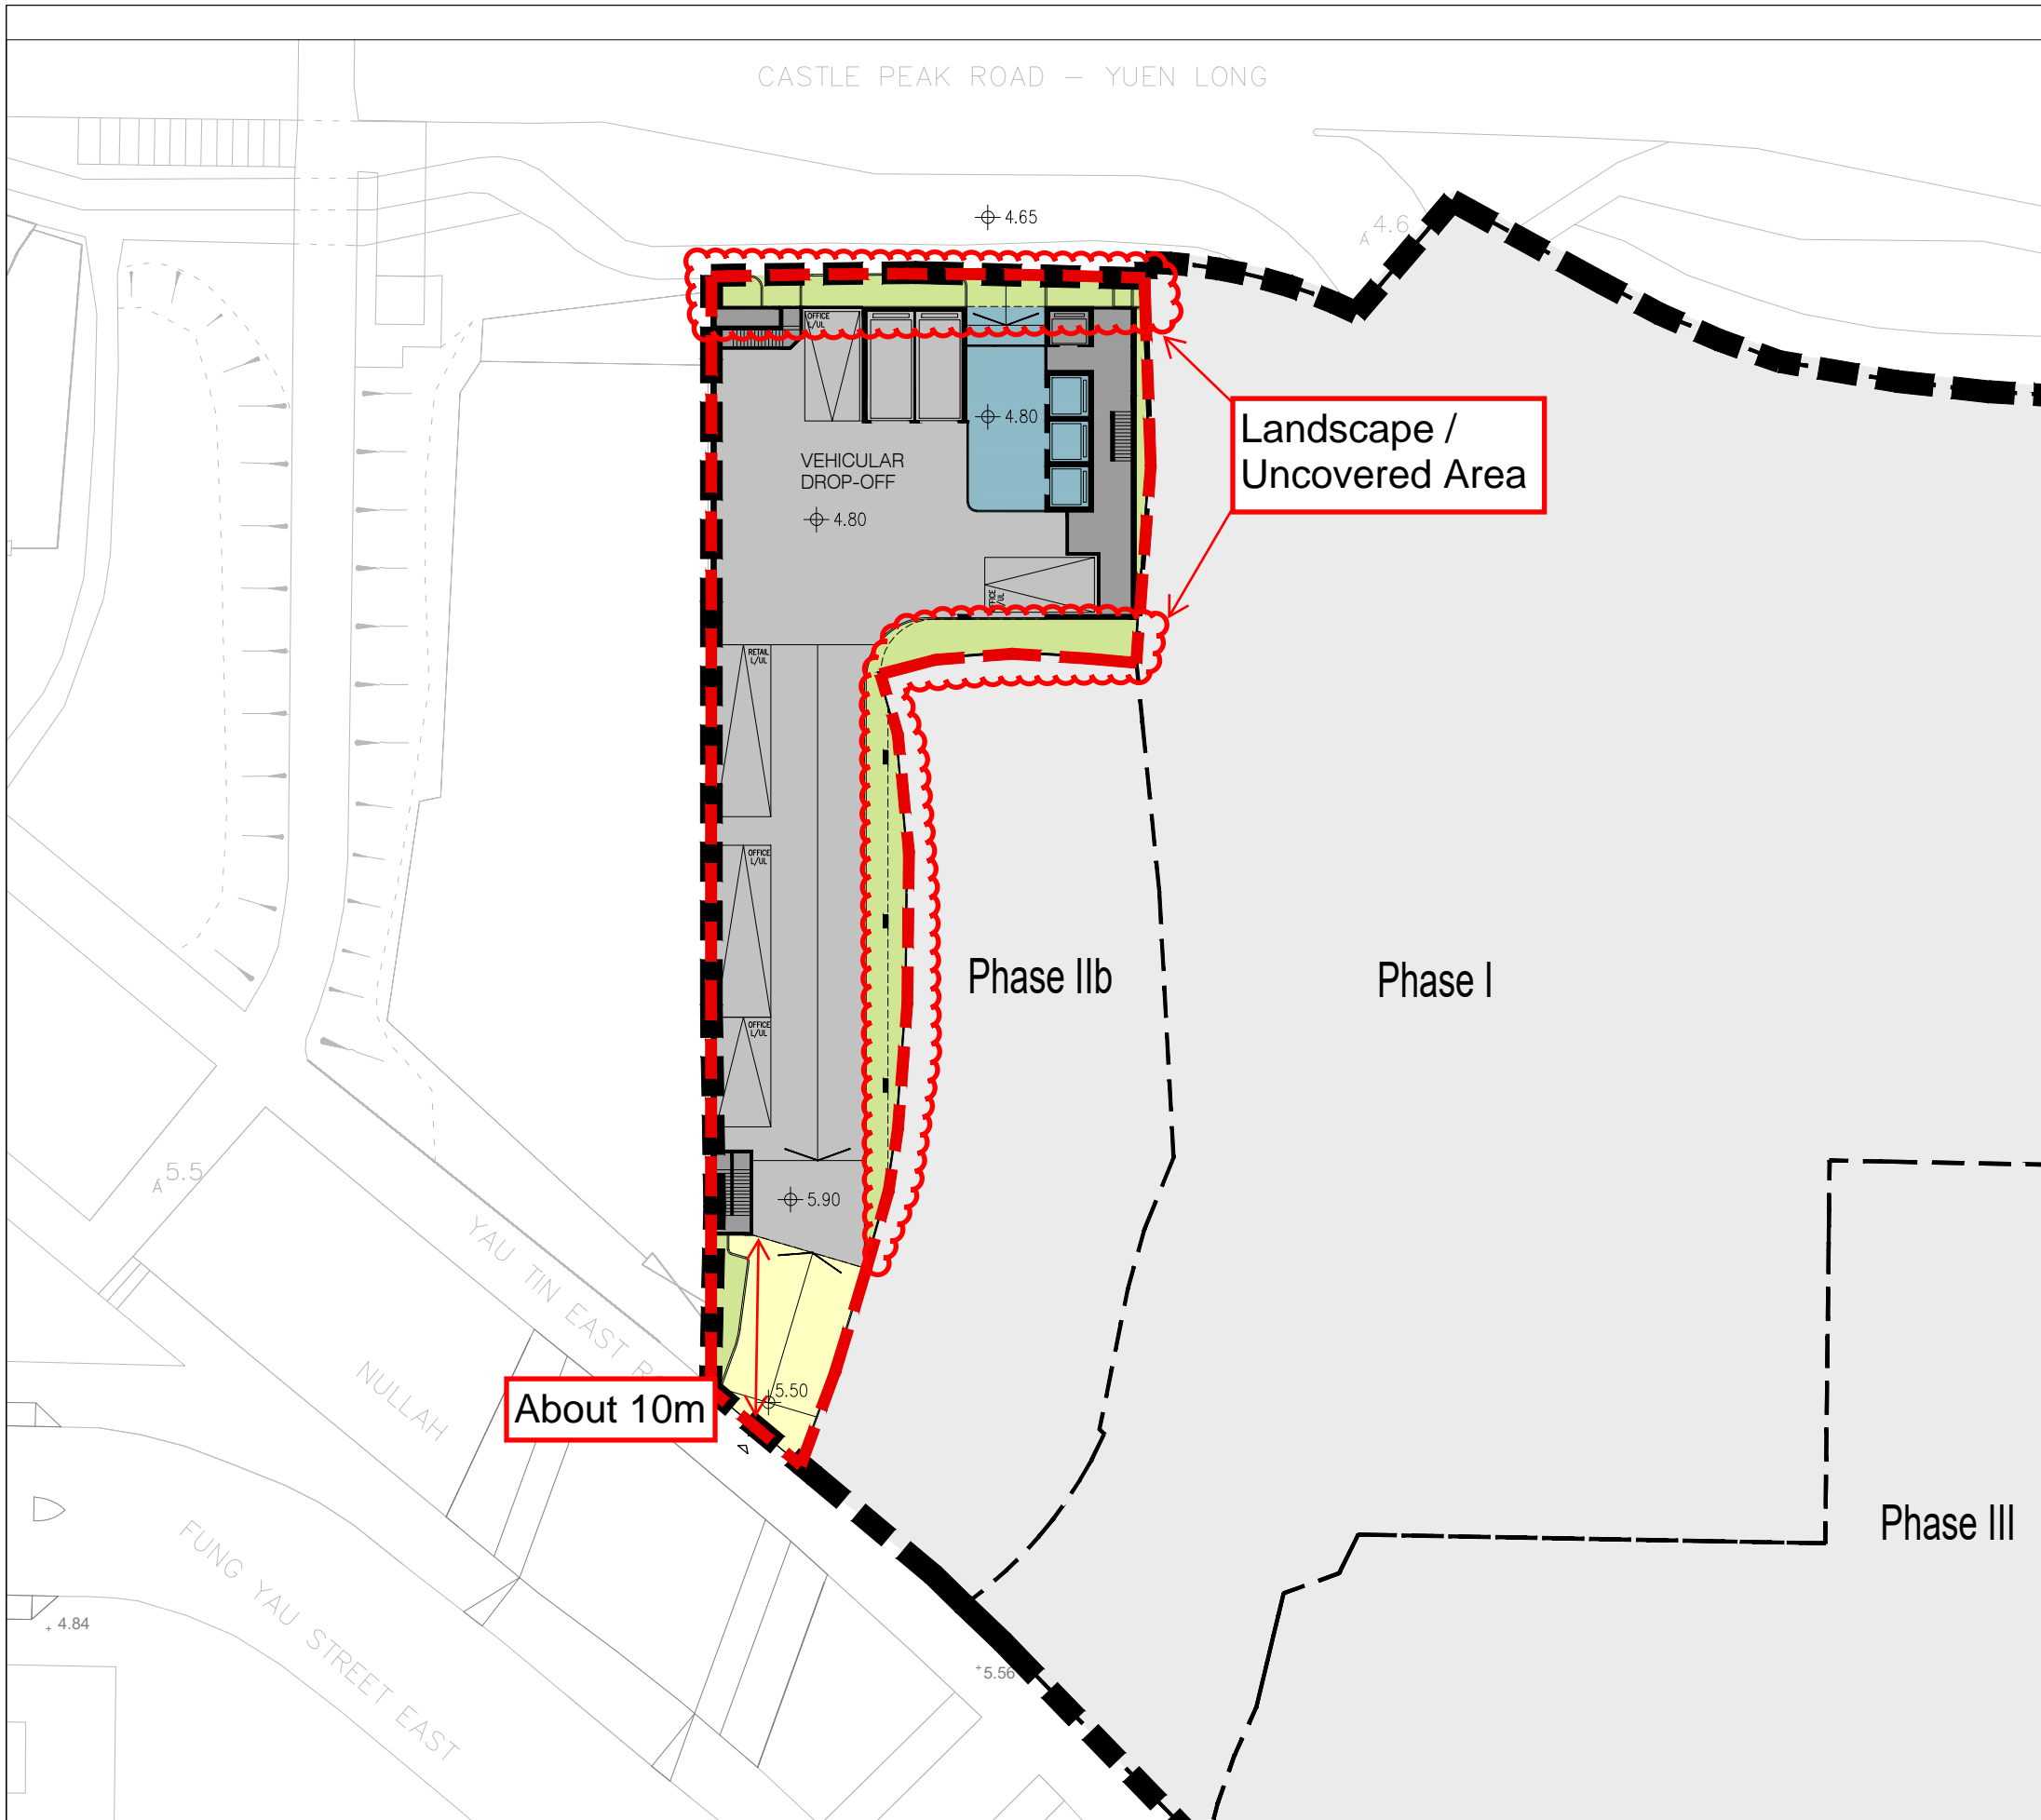 CASTLE PEAK ROAD – YUEN LONG
4.65
4.6
OFFICE
L/UL
4.80
Landscape /
Uncovered Area
VEHICULAR
DROP-OFF
4.80
OFFICE
L/UL
RETAIL
L/UL
OFFICE
L/UL
Phase IIb
Phase I
OFFICE
L/UL
5.5
5.90
YAU TIN EAST
NULLAH
5.50
About 10m
Phase III
FUNG YAU STREET EAST
4.84
5.56